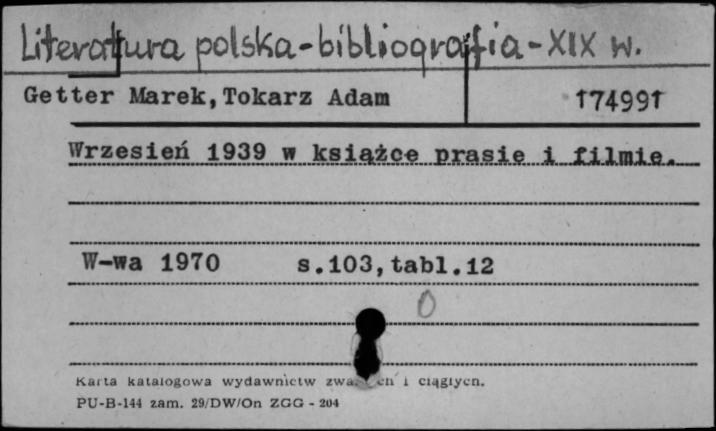 Literatura polska-bibliografia-XIX w.
Getter Marek,Tokarz Adam 174991
Wrzesień 1939 w książce prasie i filmie.
W-wa 1970 s.103,tabl.12
0
Karta katalogowa wydawnictw i ciągłych.
PU-B-144 zam. 29/DW/On ZGG - 204